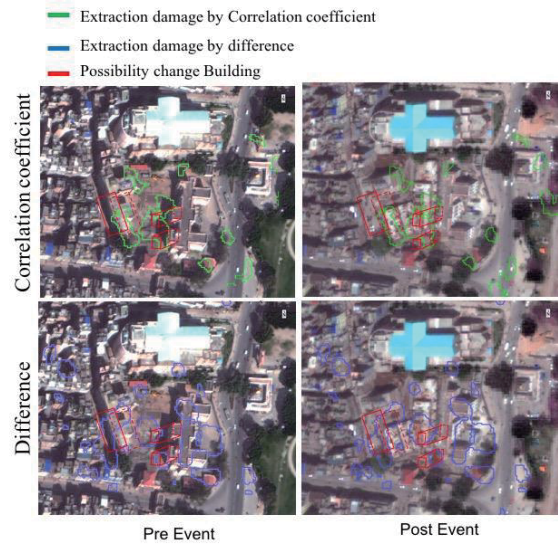 Extraction damage by Correlation coefficient
Extraction damage by difference
Possibility change Building
Correlation coefficient
Difference
Pre Event
Post Event